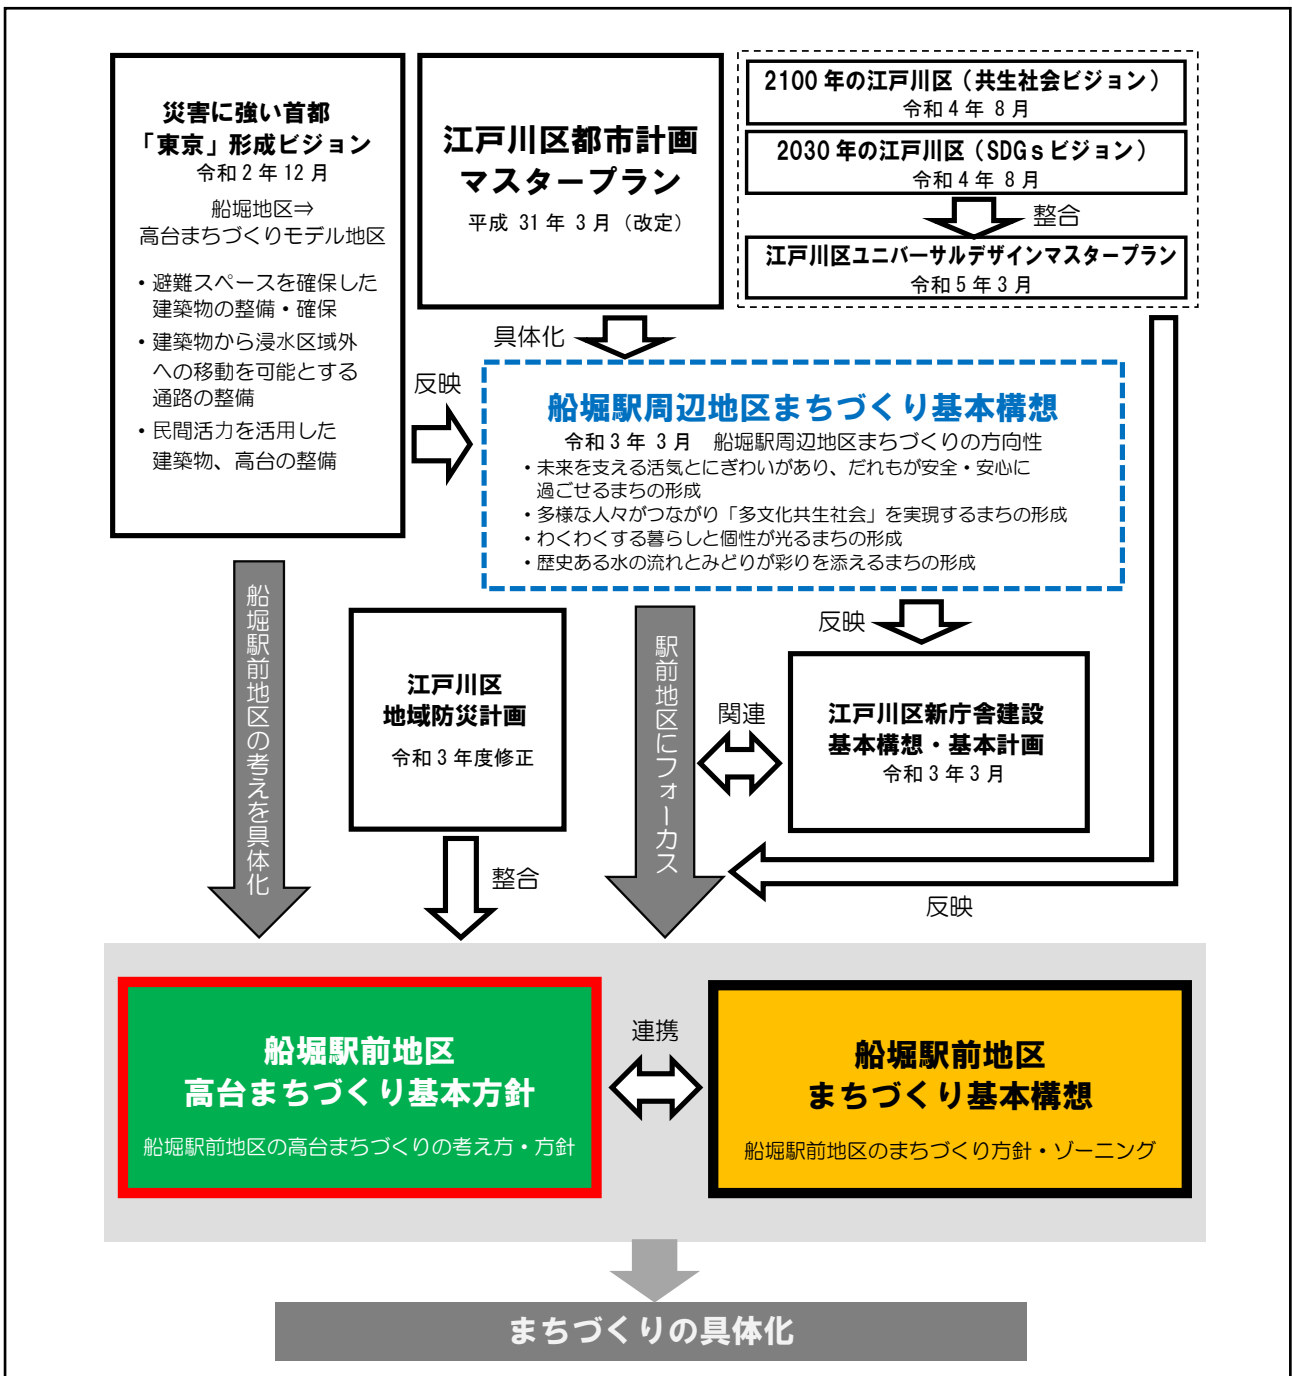 災害に強い首都
「東京」形成ビジョン
令和2年12月
船堀地区⇒
高台まちづくりモデル地区
・避難スペースを確保した
建築物の整備・確保
・建築物から浸水区域外
への移動を可能とする
通路の整備
・民間活力を活用した
建築物、高台の整備
江戸川区都市計画
マスタープラン
平成 31年 3月（改定）
2100年の江戸川区（共生社会ビジョン）
令和4年 8月
2030年の江戸川区（SDGsビジョン）
令和4年 8月
整合
江戸川区ユニバーサルデザインマスタープラン
令和5年3月
具体化
反映
船堀駅周辺地区まちづくり基本構想
令和3年 3月 船堀駅周辺地区まちづくりの方向性
・未来を支える活気とにぎわいがあり、だれもが安全・安心に
過ごせるまちの形成
・多様な人々がつながり「多文化共生社会」を実現するまちの形成
・わくわくする暮らしと個性が光るまちの形成
・歴史ある水の流れとみどりが彩りを添えるまちの形成
船堀駅前地区の考えを具体化
江戸川区
地域防災計画
令和3年度修正
整合
駅前地区にフォーカス
反映
関連
江戸川区新庁舎建設
基本構想・基本計画
令和3年3月
反映
船堀駅前地区
高台まちづくり基本方針
船堀駅前地区の高台まちづくりの考え方・方針
連携
船堀駅前地区
まちづくり基本構想
船堀駅前地区のまちづくり方針・ゾーニング
まちづくりの具体化